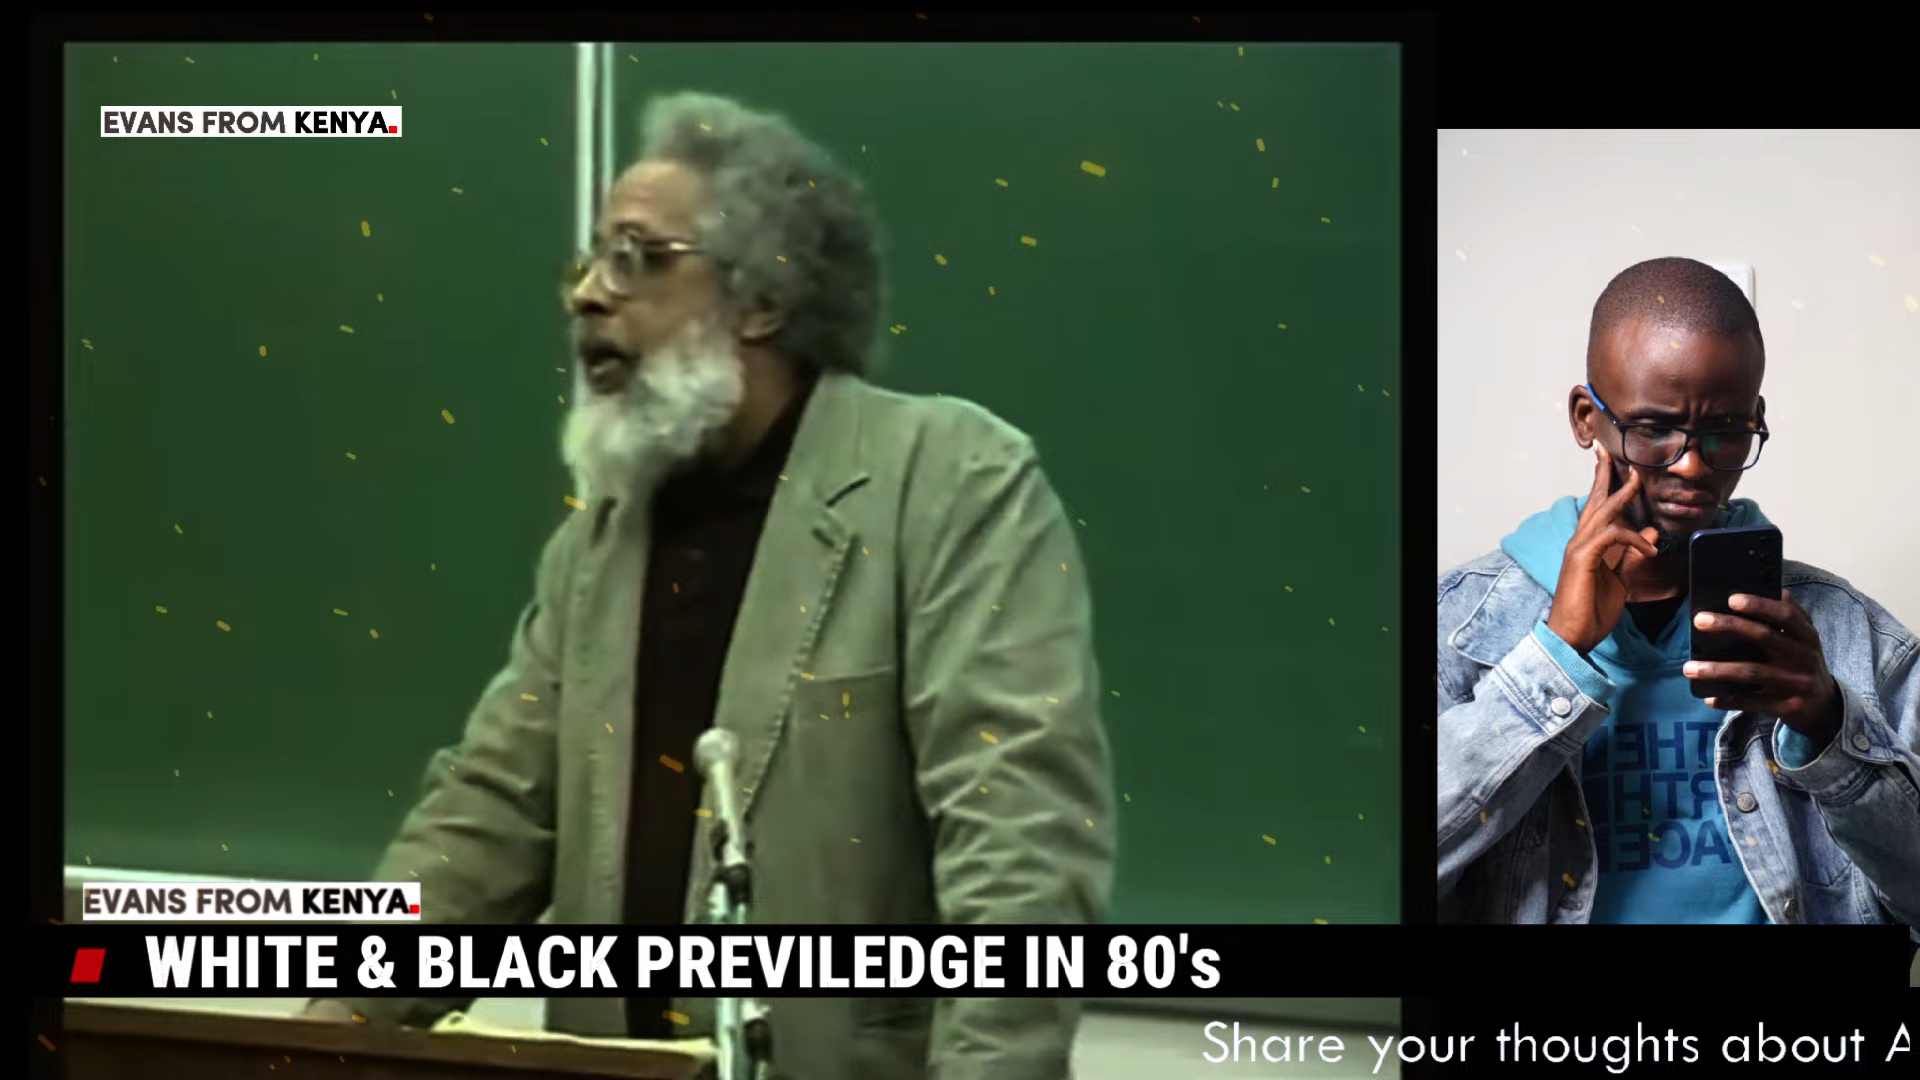 EVANS FROM KENYA.
EVANS FROM KENYA.
WHITE & BLACK PREVILEDGE IN 80's
Share your thoughts about A